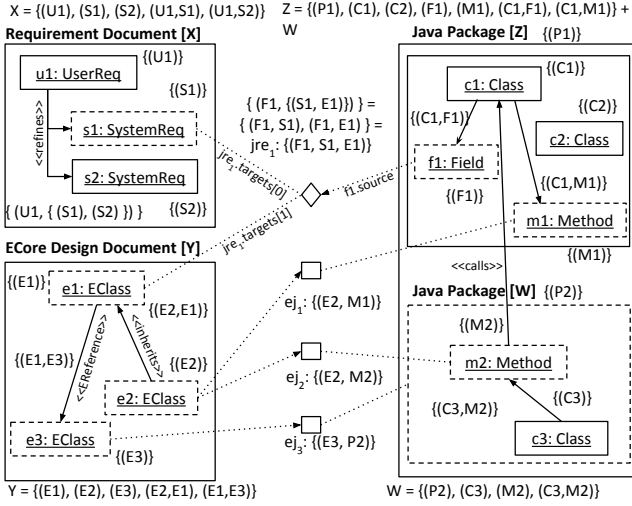 X = {(U1), (S1), (S2), (U1,S1), (U1,S2)}
Z = {(P1), (C1), (C2), (F1), (M1), (C1,F1), (C1,M1)} +
W
Requirement Document [X]
{(U1)}
u1: UserReq
{(S1)}
<<refines>>
s1: SystemReq
s2: SystemReq
{(S2)}
{ (U1, { (S1), (S2) }) }
{ (F1, {(S1, E1)}) } =
{ (F1, S1), (F1, E1) } =
jre1: {(F1, S1, E1)}
jre1.targets[0]
jre1.targets[1]
f1.source
Java Package [Z]
{(P1)}
{(C1)}
c1: Class
{(C2)}
{(C1,F1)}
c2: Class
f1: Field
{(F1)}
{(C1,M1)}
m1: Method
{(M1)}
<<calls>>
ECore Design Document [Y]
{(E1)}
e1: EClass
{(E2,E1)}
{(E1,E3)}
<<EReference>>
<<inherits>>
{(E2)}
e2: EClass
e3: EClass
{(E3)}
ej1: {(E2, M1)}
ej2: {(E2, M2)}
ej3: {(E3, P2)}
Java Package [W]
{(P2)}
{(M2)}
m2: Method
{(C3)}
{(C3,M2)}
c3: Class
Y = {(E1), (E2), (E3), (E2,E1), (E1,E3)}
W = {(P2), (C3), (M2), (C3,M2)}